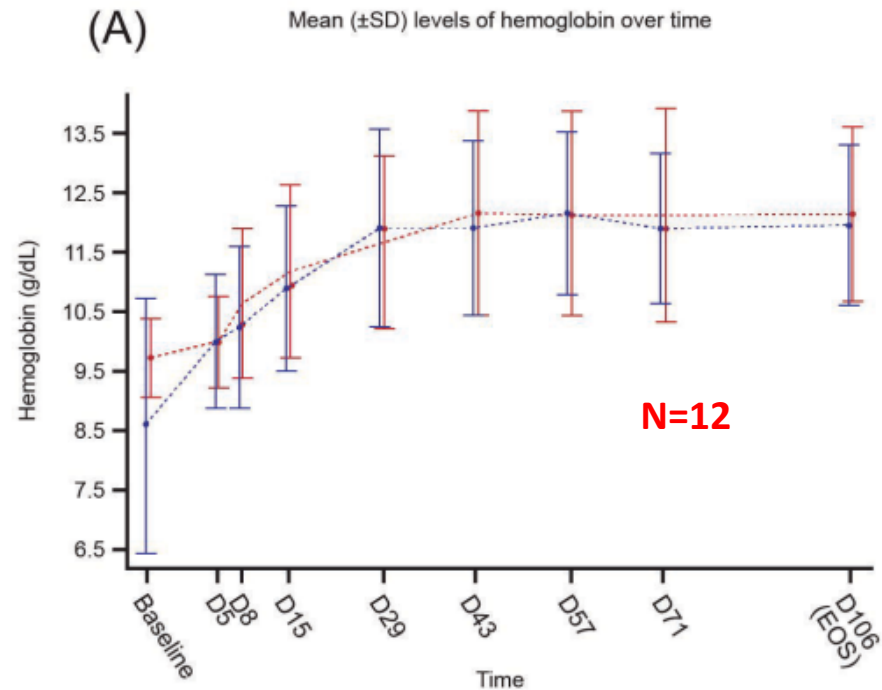 (A)
Mean (±SD) levels of hemoglobin over time
Hemoglobin (g/dL)
13.5
12.5
11.5
10.5
9.5
8.5
7.5
6.5
N=12
Baseline
D5
D8
D15
D29
D43
D57
D71
D106
(EOS)
Time